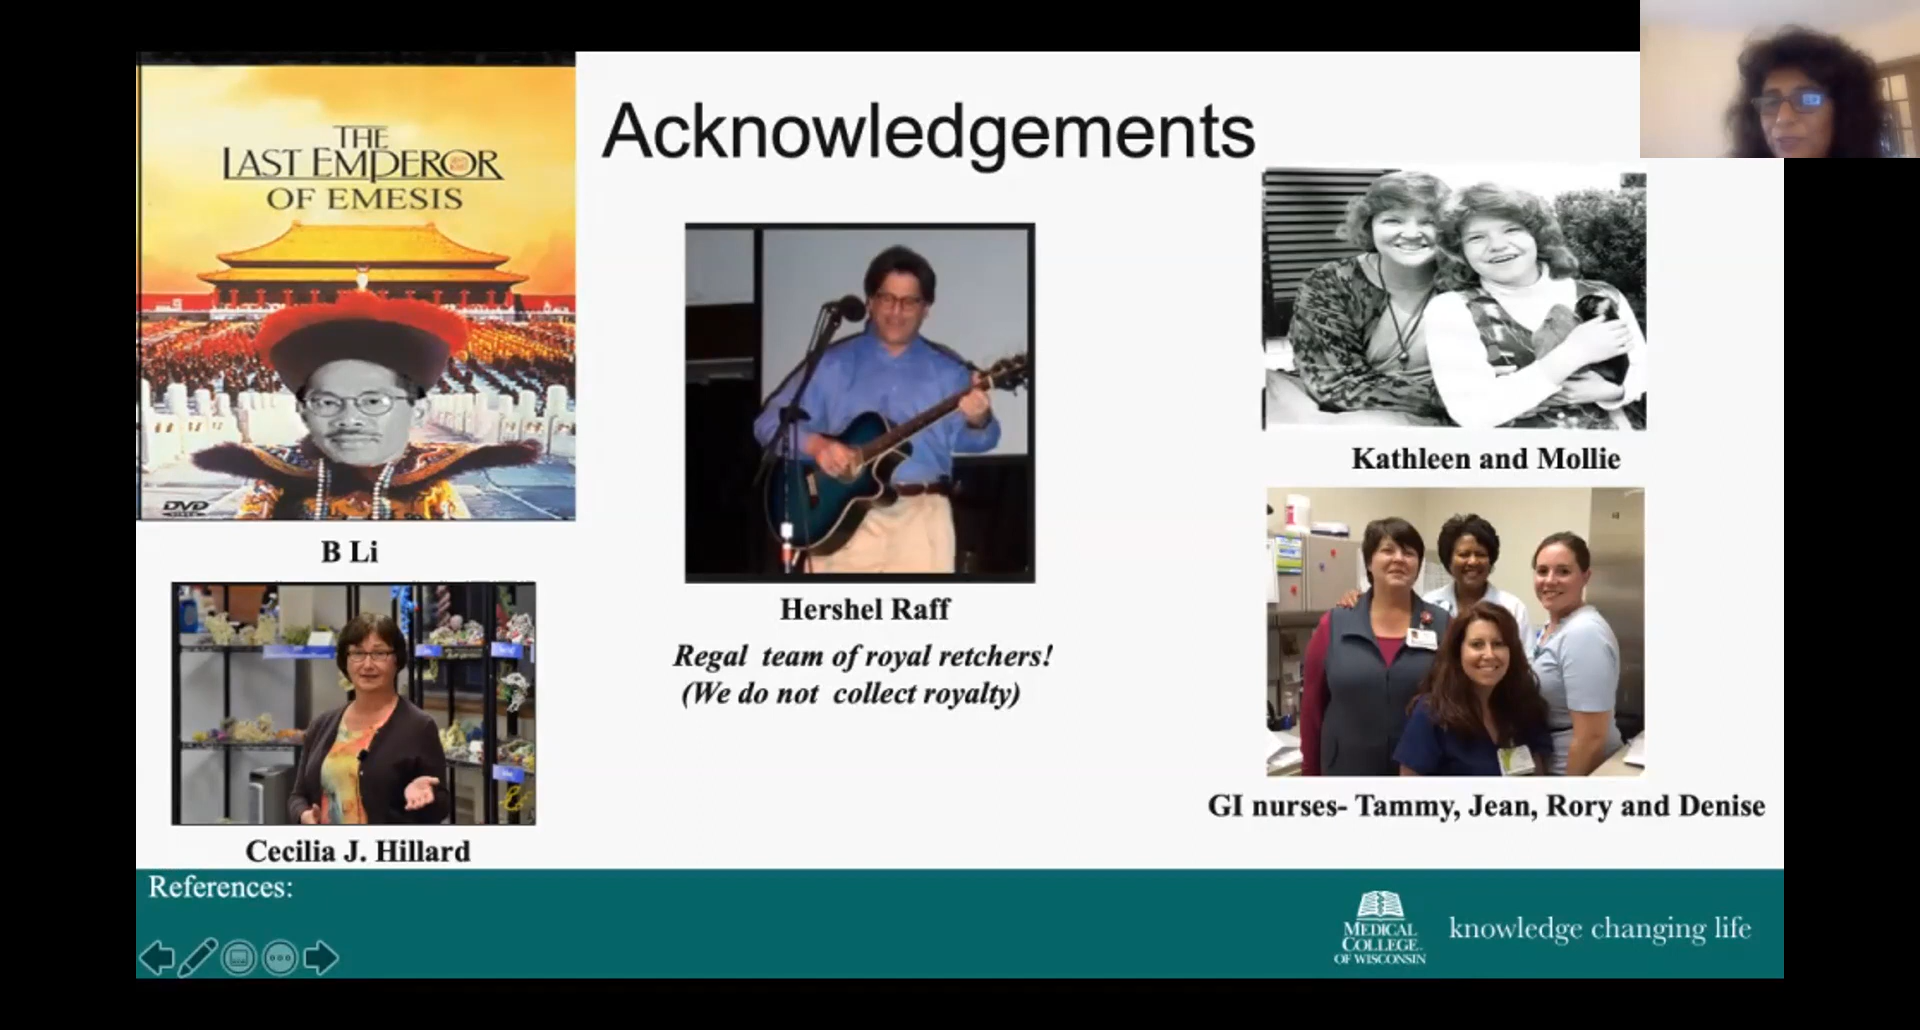 Acknowledgements
THE
LAST EMPEROR
OF EMESIS
DVD
VIDEO
B Li
Cecilia J. Hillard
Hershel Raff
Regal team of royal retchers!
(We do not collect royalty)
Kathleen and Mollie
GI nurses- Tammy, Jean, Rory and Denise
References:
MEDICAL
COLLEGE
OF WISCONSIN
knowledge changing life